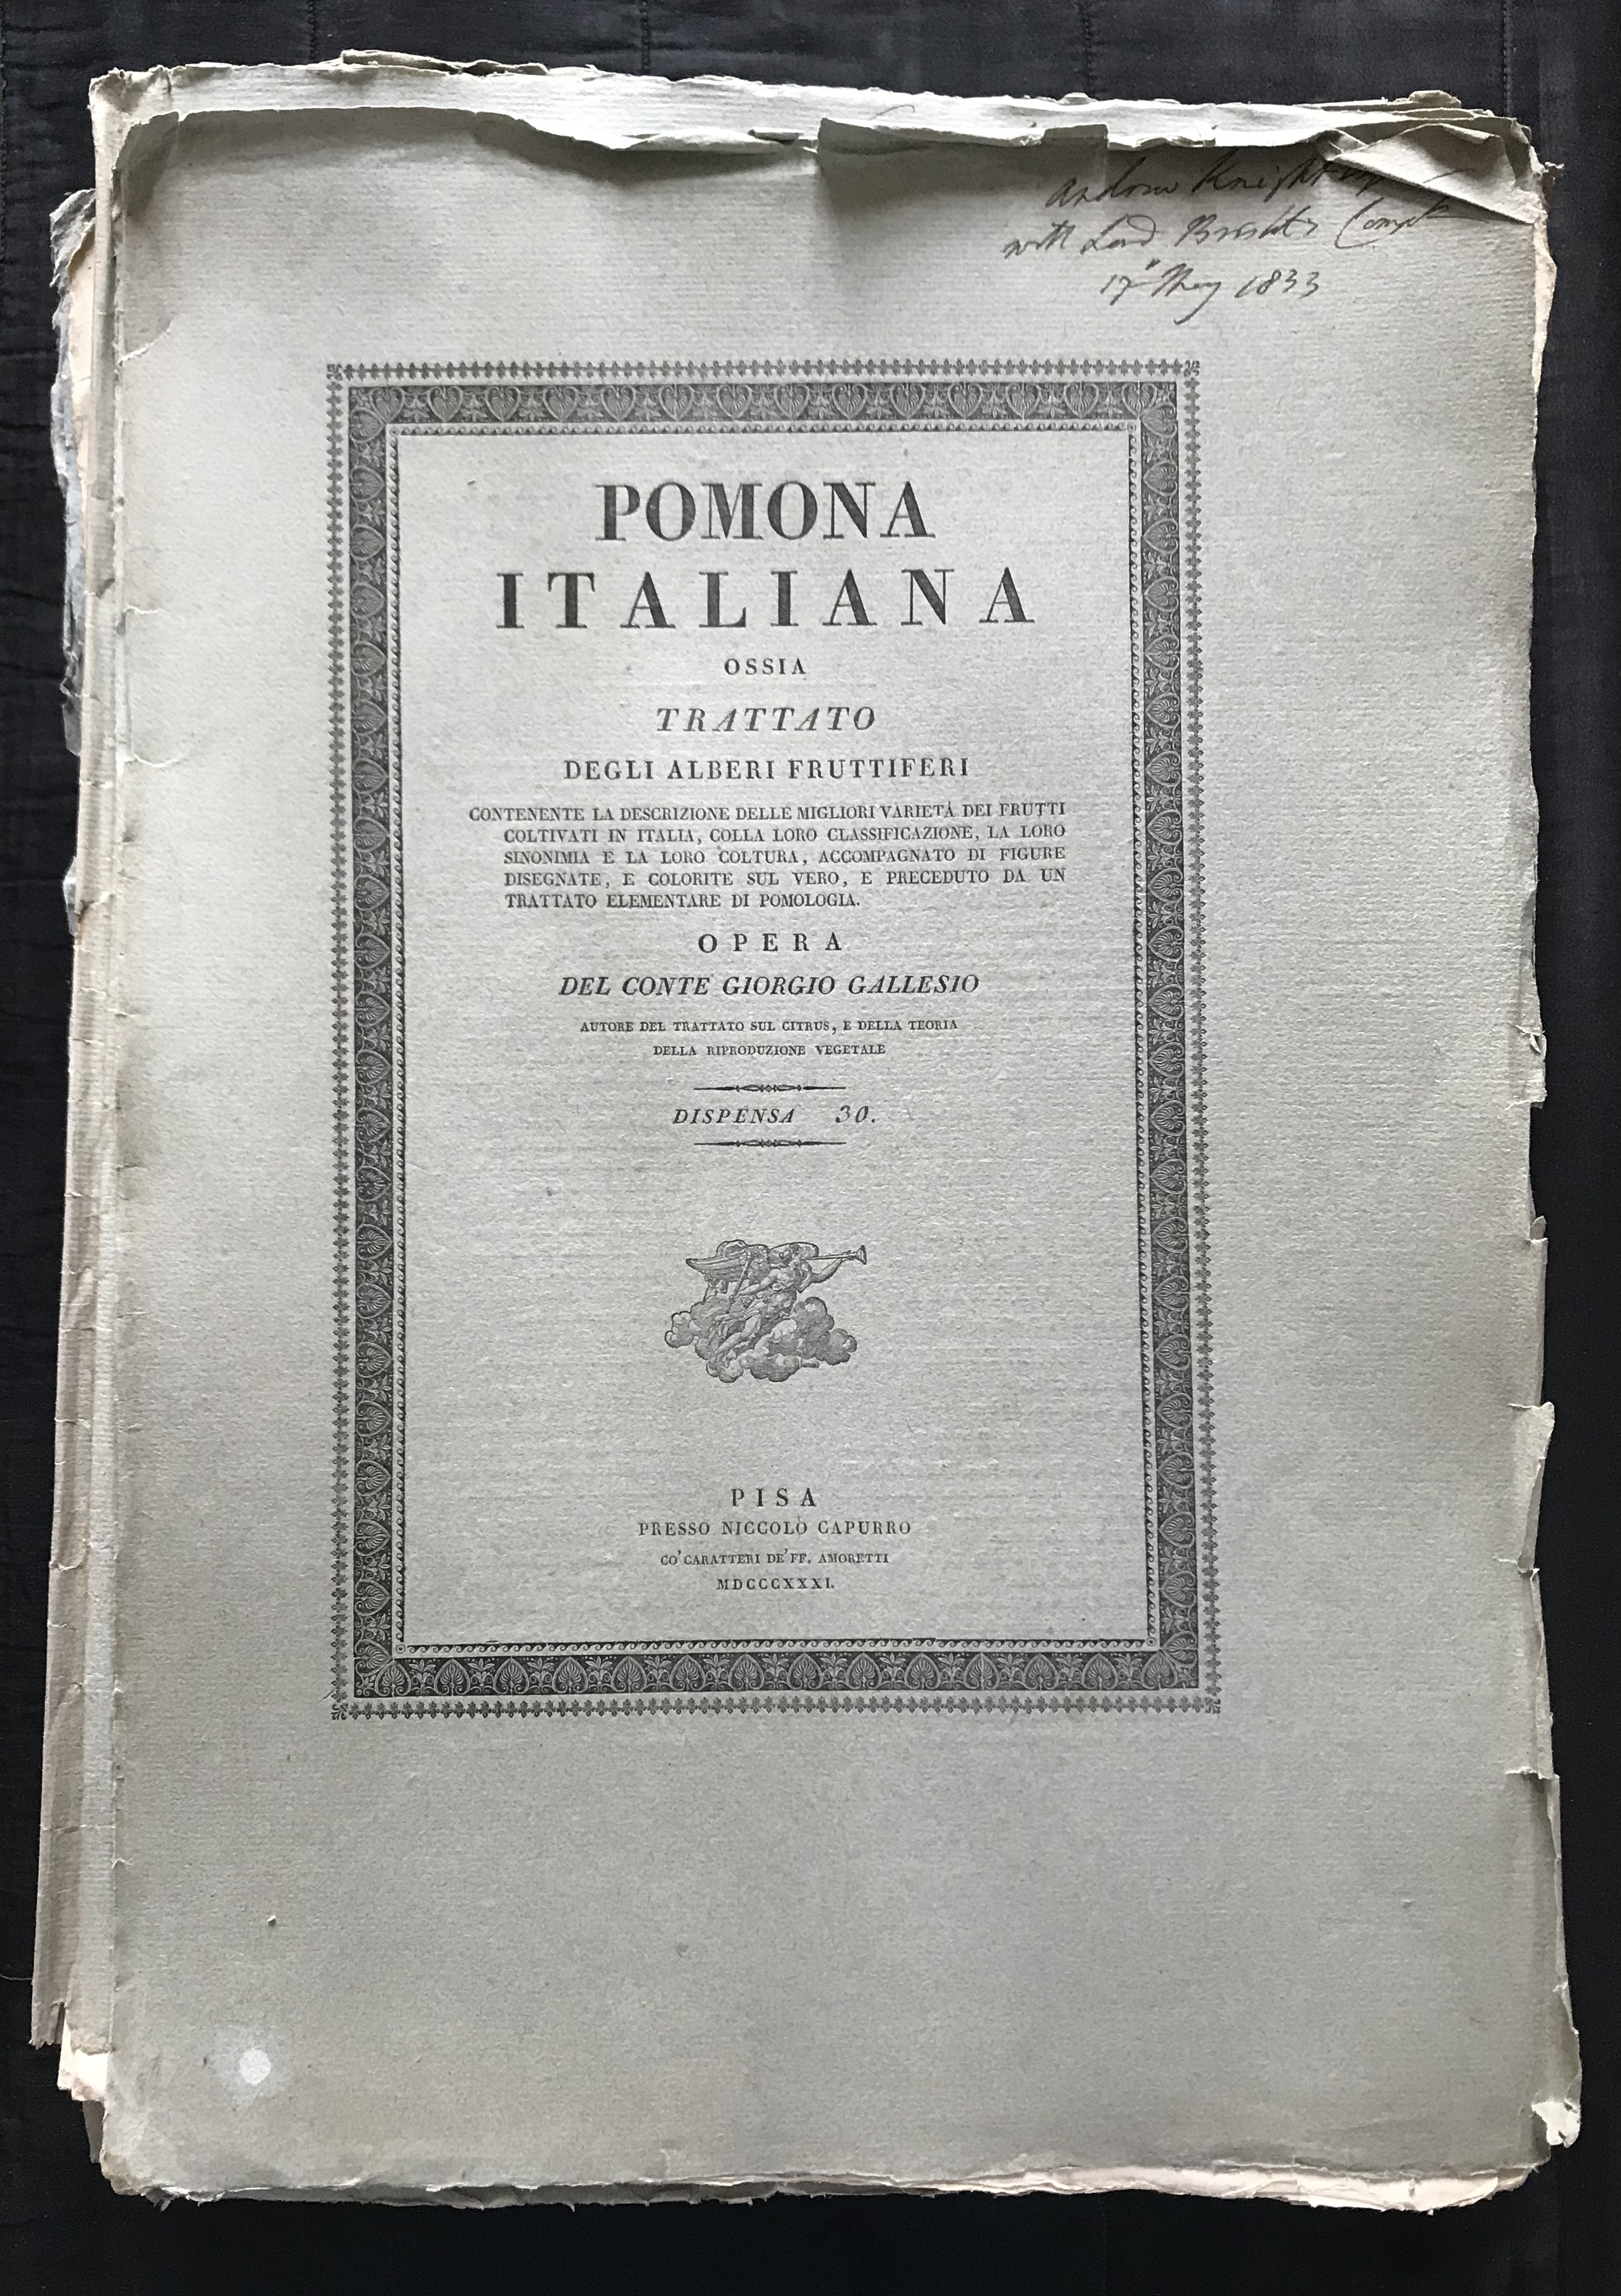 Andrew Knight
with Lord Compts
17" May 1833
POMONA
ITALIANA
OSSIA
TRATTATO
DEGLI ALBERI FRUTTIFERI
CONTENENTE LA DESCRIZIONE DELLE MIGLIORI VARIETÀ DEI FRUTTI
COLTIVATI IN ITALIA, COLLA LORO CLASSIFICAZIONE, LA LORO
SINONIMIA E LA LORO COLTURA, ACCOMPAGNATO DI FIGURE
DISEGNATE, E COLORITE SUL VERO, E PRECEDUTO DA UN
TRATTATO ELEMENTARE DI POMOLOGIA.
OPERA
DEL CONTE GIORGIO GALLESIO
AUTORE DEL TRATTATO SUL CITRUS, E DELLA TEORIA
DELLA RIPRODUZIONE VEGETALE
DISPENSA 30.
PISA
PRESSO NICCOLÒ CAPURRO
CO' CARATTERI DE' FF. AMORETTI
MDCCCXXXI.